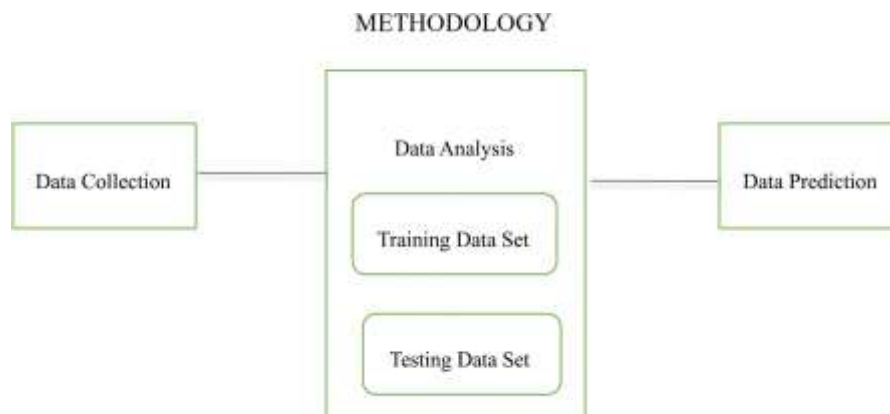 METHODOLOGY
Data Collection
Data Analysis
Training Data Set
Testing Data Set
Data Prediction